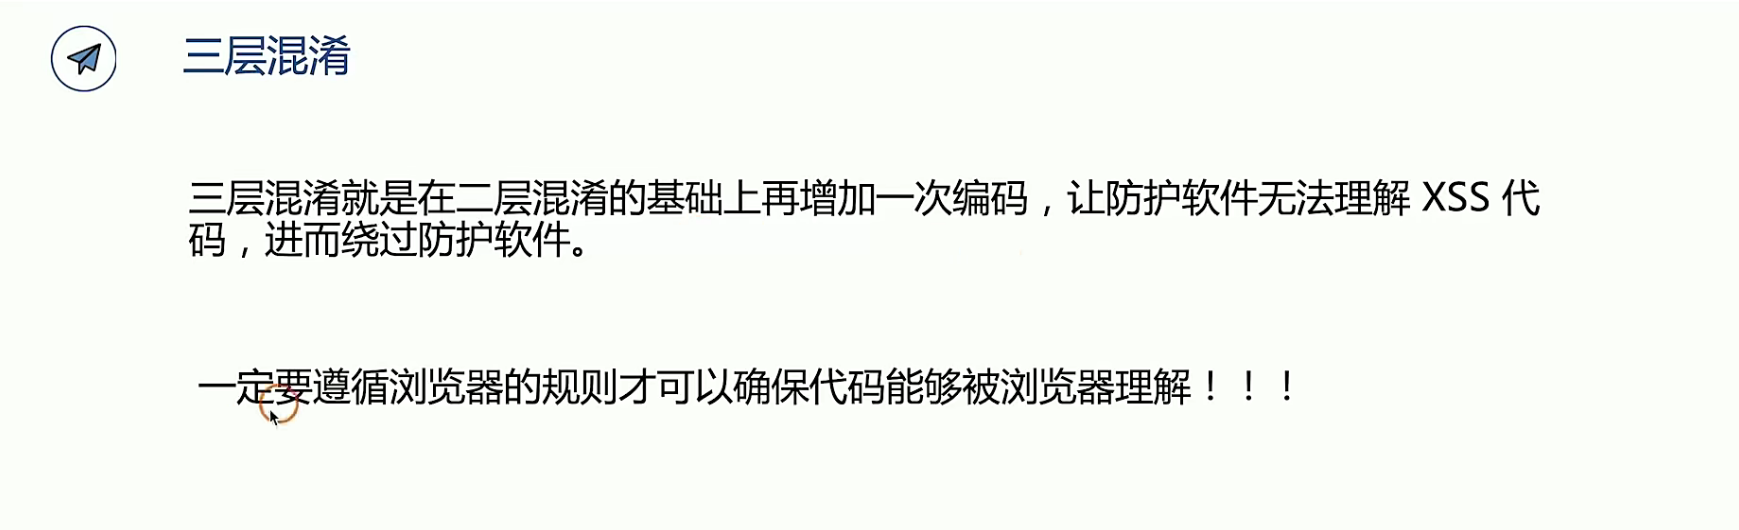 三层混淆
三层混淆就是在二层混淆的基础上再增加一次编码，让防护软件无法理解 XSS 代
码，进而绕过防护软件。
一定要遵循浏览器的规则才可以确保代码能够被浏览器理解！！！